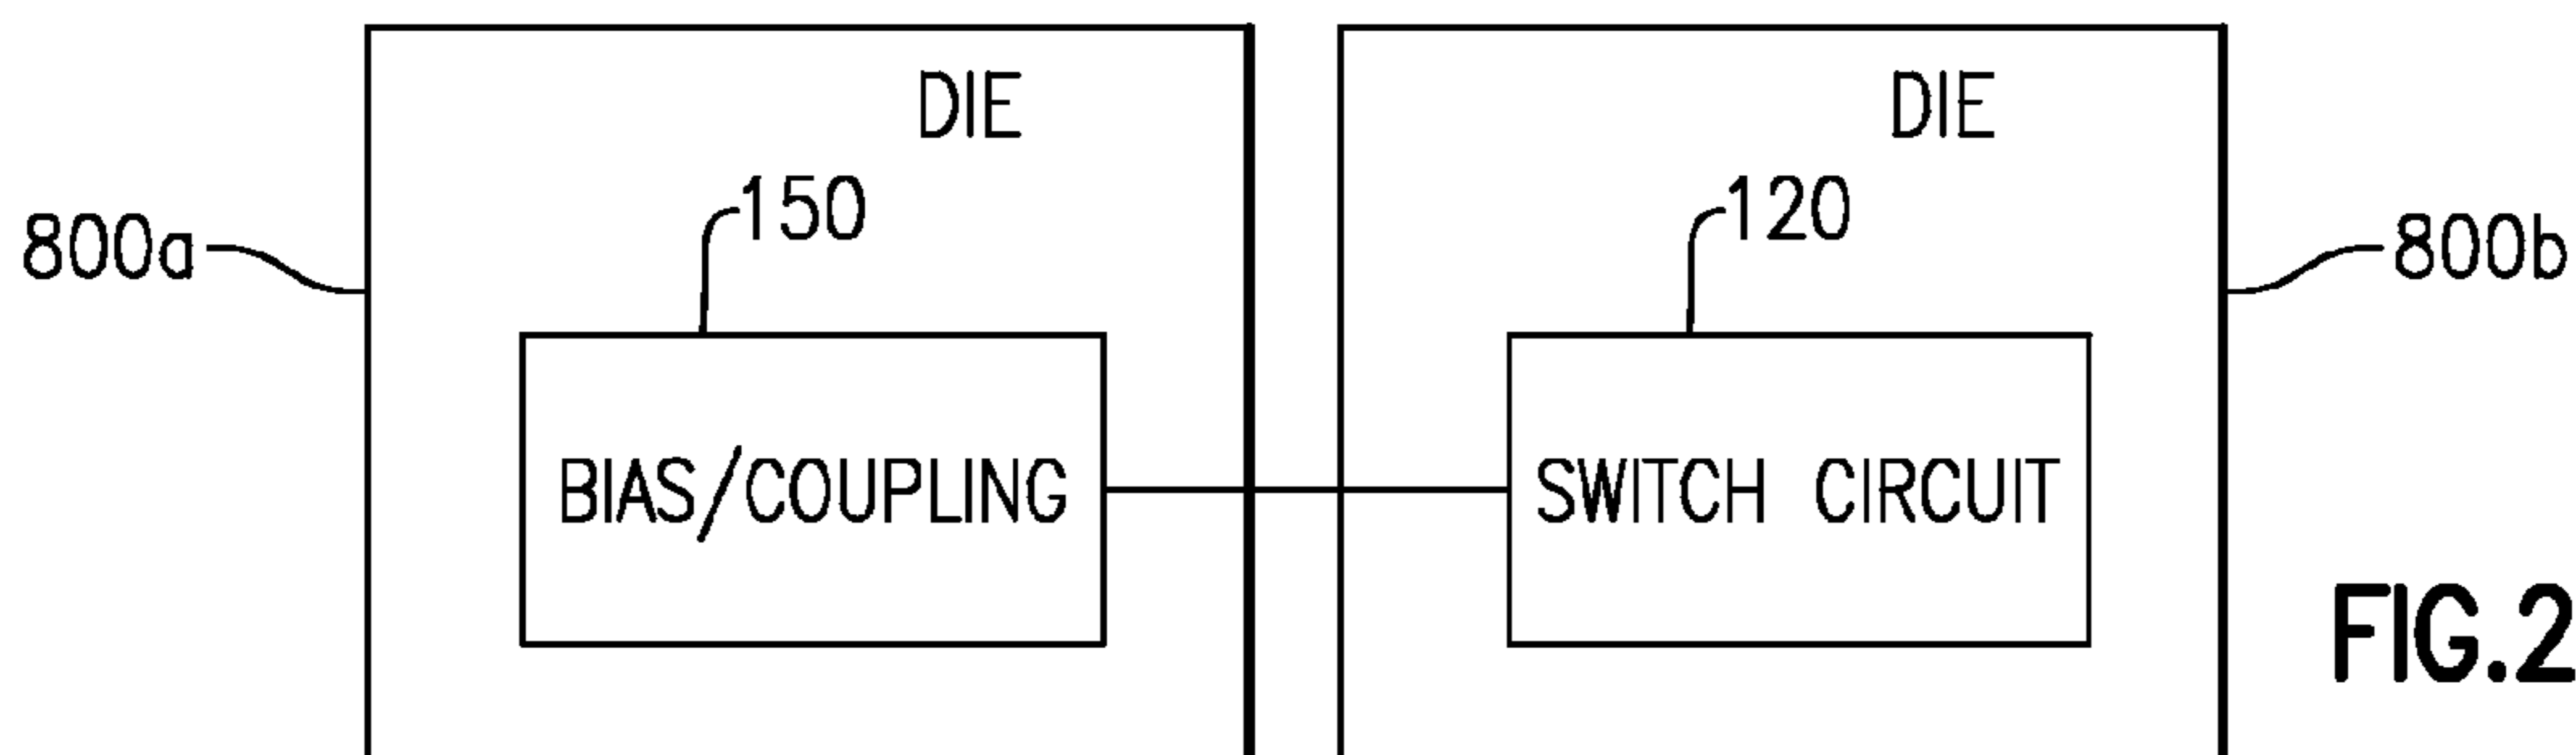 DIE
DIE
150
120
800a
800b
BIAS/COUPLING
SWITCH CIRCUIT
FIG.2